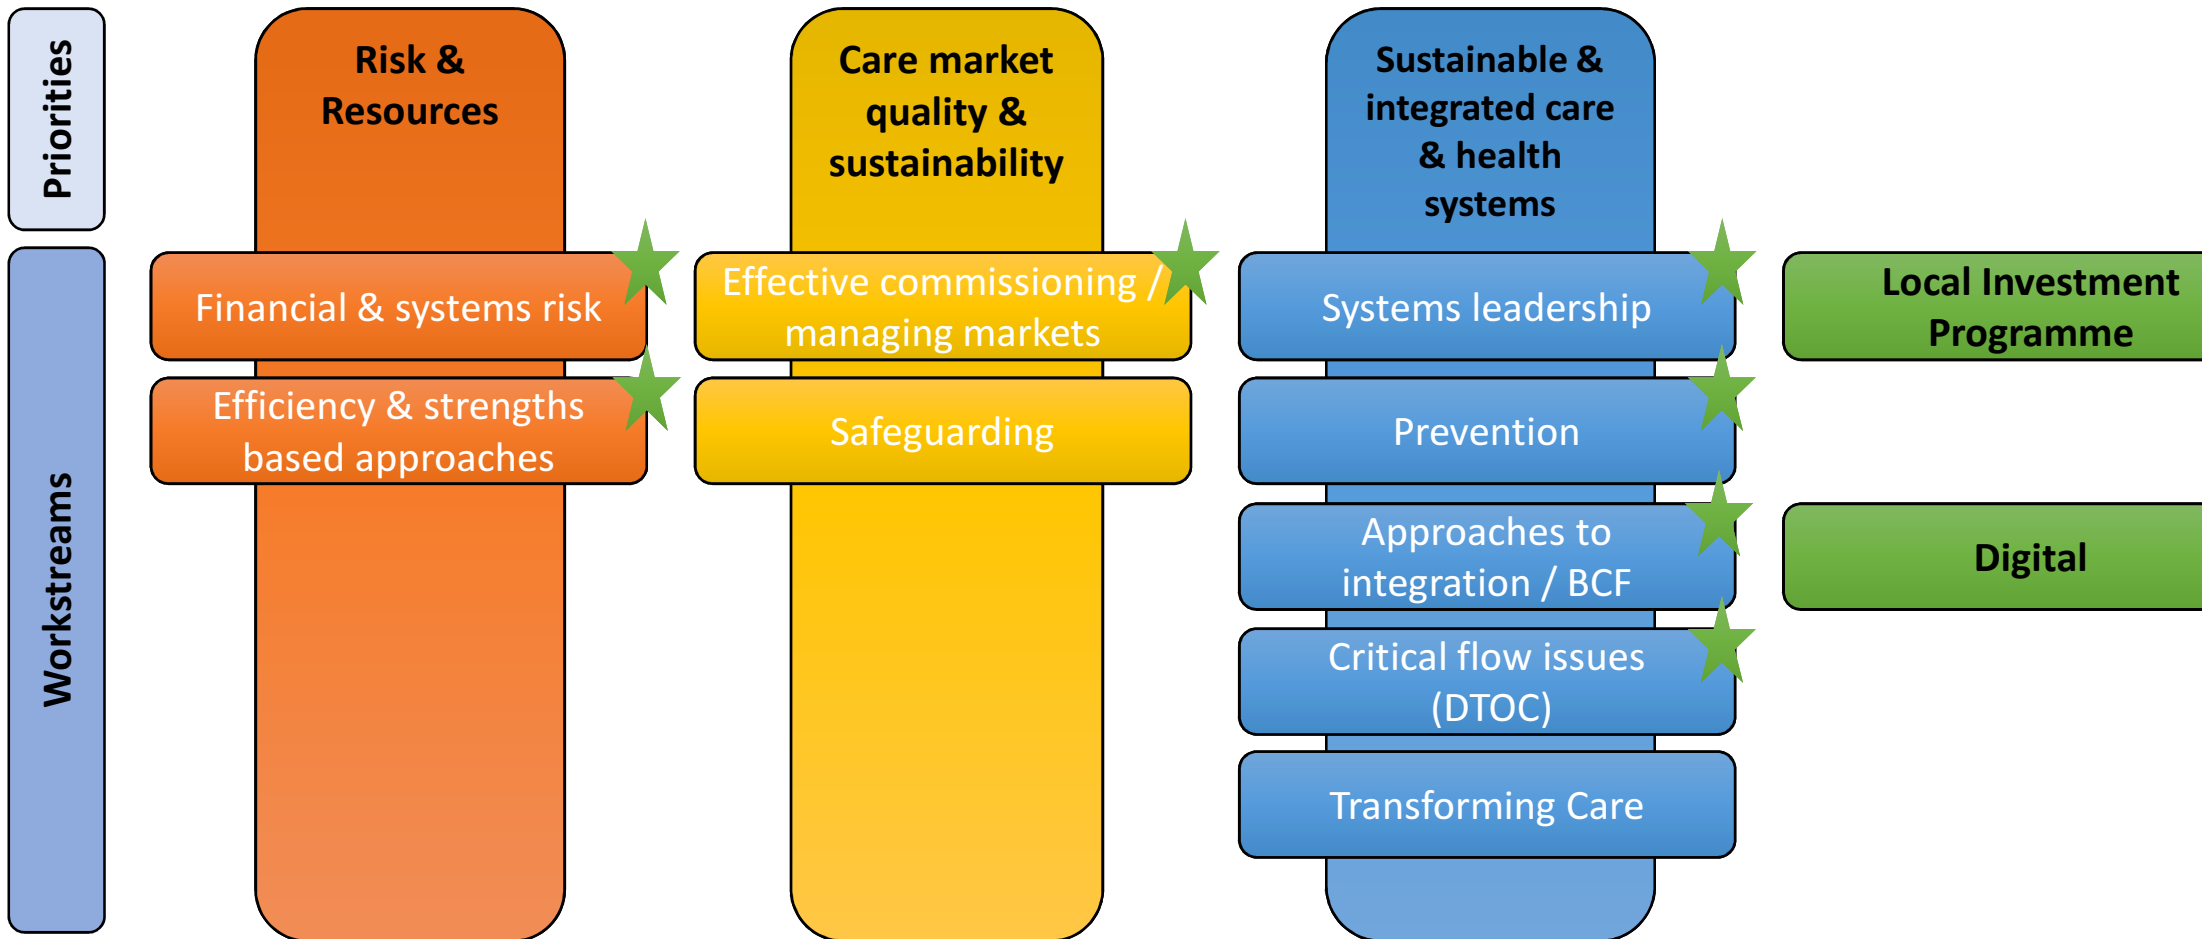 Priorities
Risk &
Resources
Care market
quality &
sustainability
Sustainable &
integrated care
& health
systems
Workstreams
Financial & systems risk
Efficiency & strengths
based approaches
Effective commissioning /
managing markets
Safeguarding
Systems leadership
Prevention
Approaches to
integration / BCF
Critical flow issues
(DTOC)
Transforming Care
Local Investment
Programme
Digital